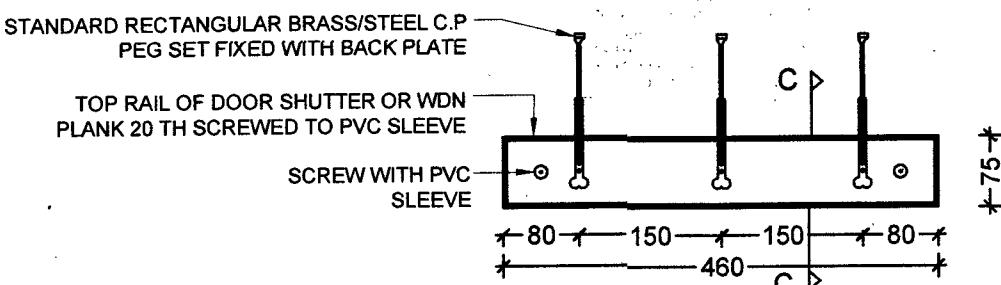 STANDARD RECTANGULAR BRASS/STEEL C.P
PEG SET FIXED WITH BACK PLATE
TOP RAIL OF DOOR SHUTTER OR WDN
PLANK 20 TH SCREWED TO PVC SLEEVE
SCREW WITH PVC
SLEEVE
C
75
80 150 150 80
460
C